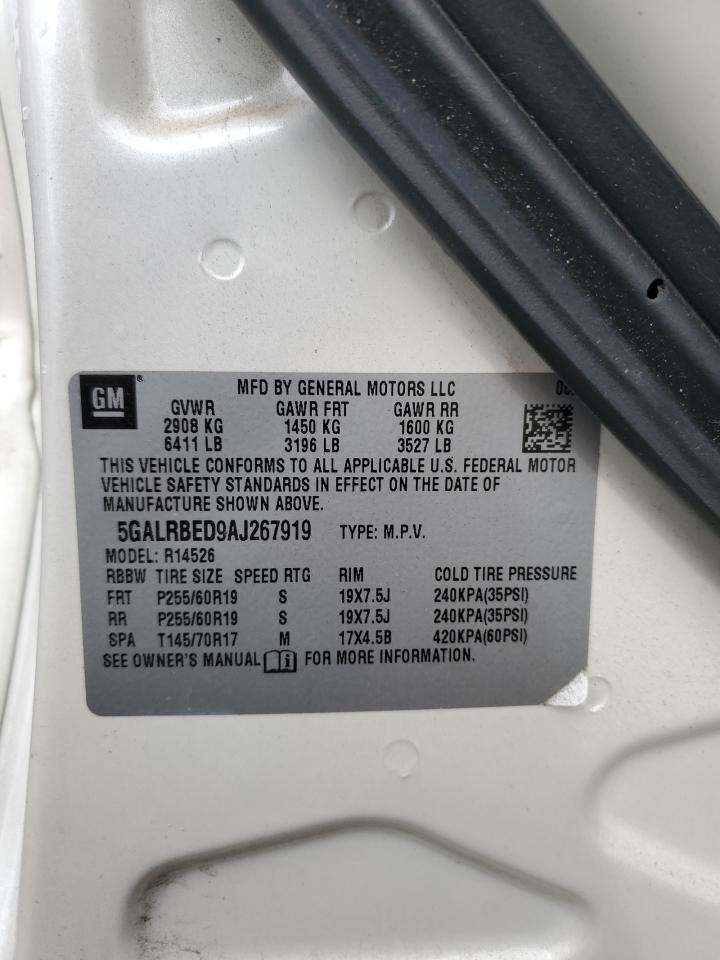 GM® MFD BY GENERAL MOTORS LLC
GVWR GAWR FRT GAWR RR
2908 KG 1450 KG 1600 KG
6411 LB 3196 LB 3527 LB
THIS VEHICLE CONFORMS TO ALL APPLICABLE U.S. FEDERAL MOTOR
VEHICLE SAFETY STANDARDS IN EFFECT ON THE DATE OF
MANUFACTURE SHOWN ABOVE.
5GALRBED9AJ267919 TYPE: M.P.V.
MODEL: R14526
RBBW TIRE SIZE SPEED RTG RIM COLD TIRE PRESSURE
FRT P255/60R19 S 19X7.5J 240KPA(35PSI)
RR P255/60R19 S 19X7.5J 240KPA(35PSI)
SPA T145/70R17 M 17X4.5B 420KPA(60PSI)
SEE OWNER'S MANUAL FOR MORE INFORMATION.